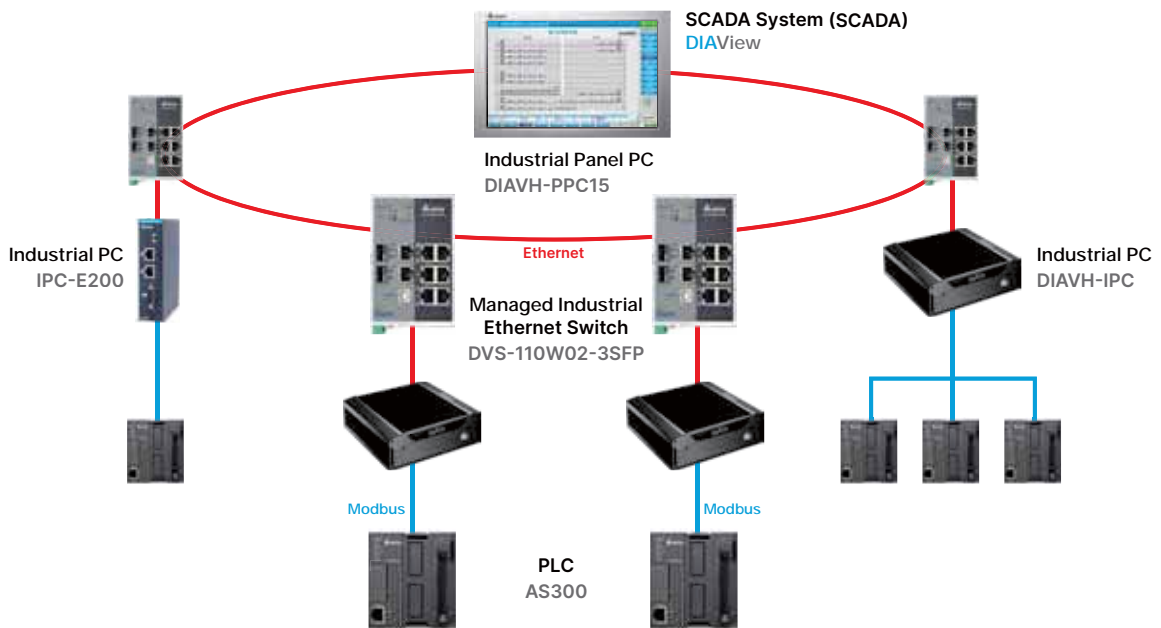 SCADA System (SCADA)
DIAView
Industrial Panel PC
DIAVH-PPC15
Ethernet
Industrial PC
IPC-E200
Industrial PC
DIAVH-IPC
Managed Industrial
Ethernet Switch
DVS-110W02-3SFP
Modbus
Modbus
PLC
AS300